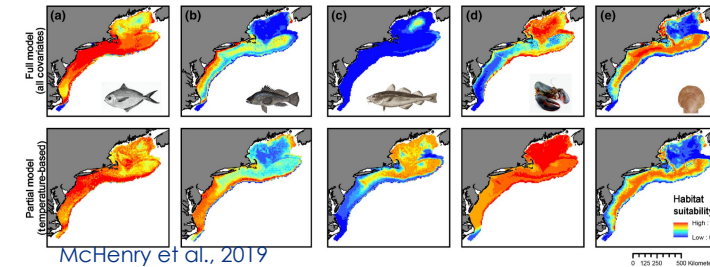 (a)
(b)
(c)
(d)
(e)
Full model
(all covariates)
Partial model
(temperature-based)
Habitat
suitability
High :
Low :
McHenry et al., 2019
0 125 250 500 Kilomete